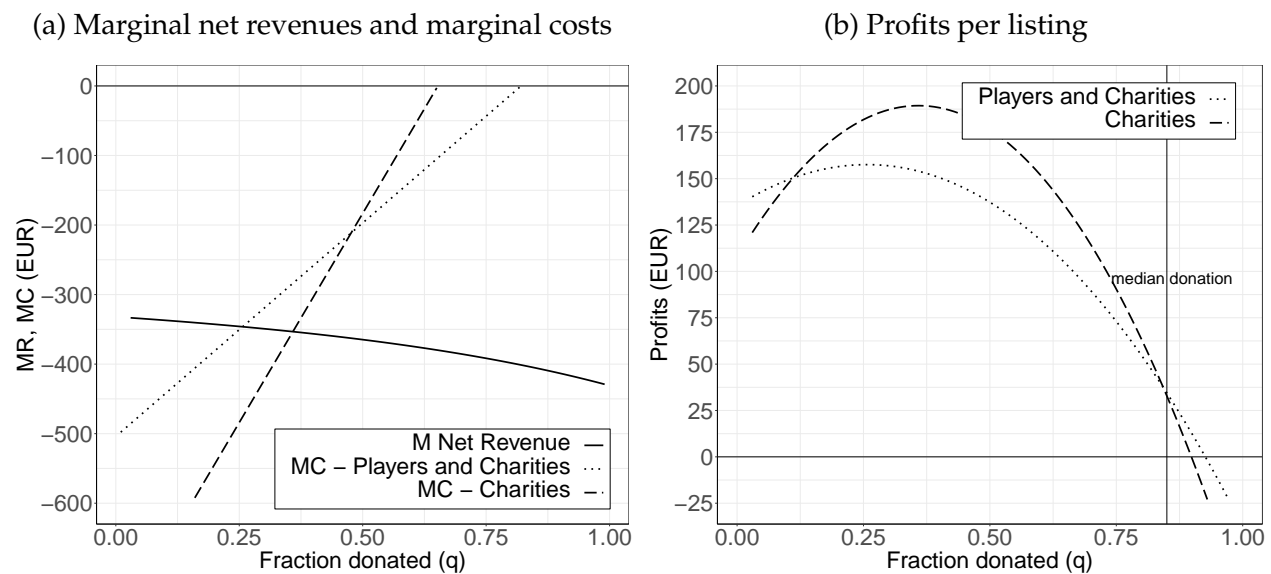 (a) Marginal net revenues and marginal costs
0
−100
−200
−300
−400
−500
−600
MR, MC (EUR)
M Net Revenue
MC − Players and Charities
MC − Charities
0.00 0.25 0.50 0.75 1.00
Fraction donated (q)
(b) Profits per listing
200
175
150
125
100
75
50
25
0
−25
Profits (EUR)
Players and Charities
Charities
median donation
0.00 0.25 0.50 0.75 1.00
Fraction donated (q)